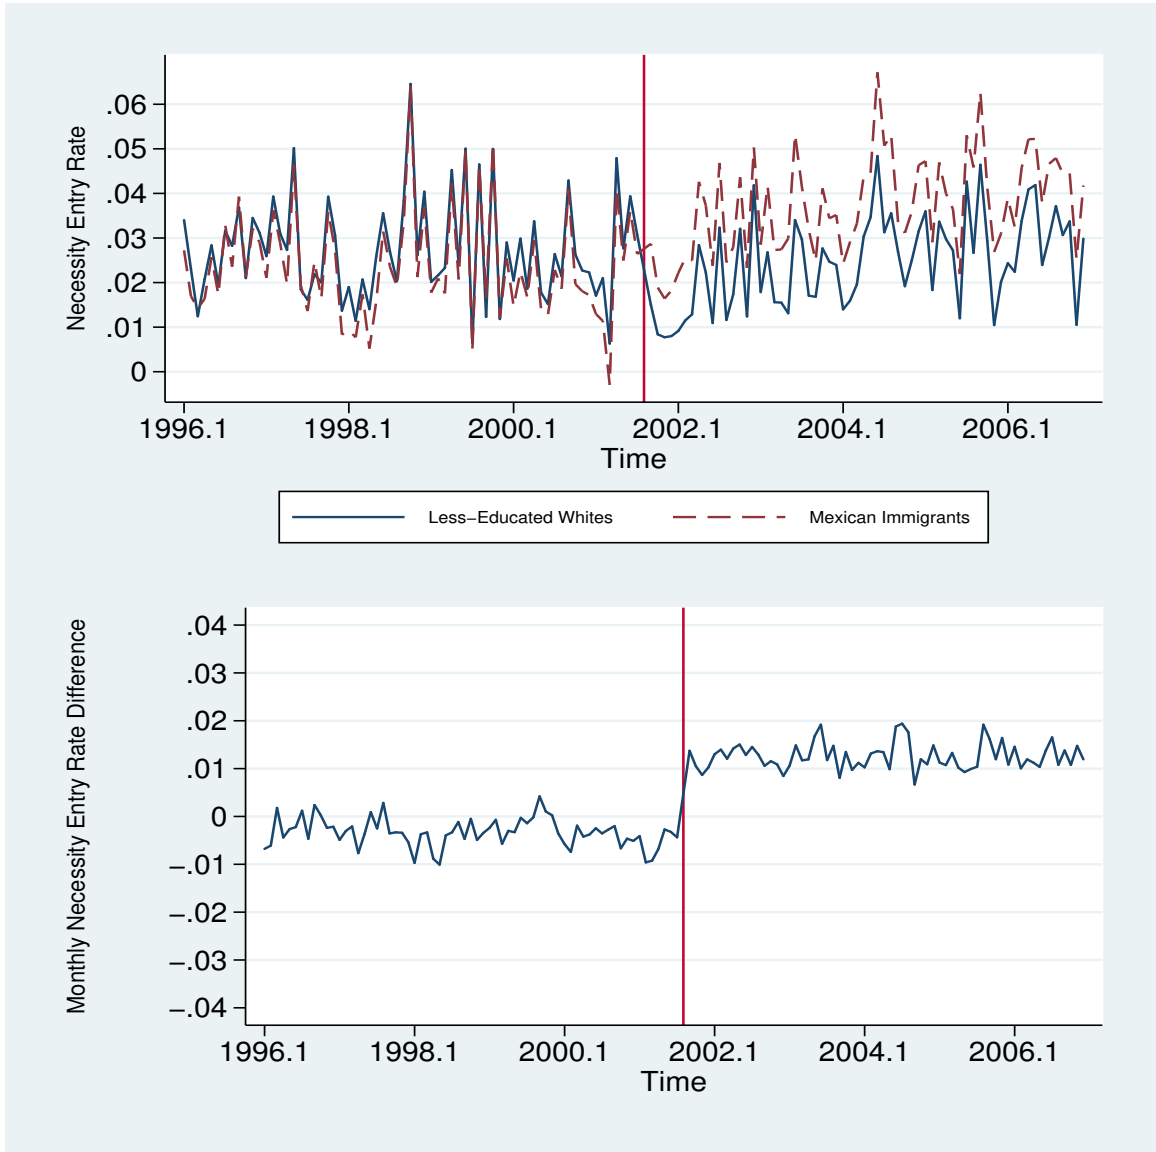 Necessity Entry Rate
.06
.05
.04
.03
.02
.01
0
1996.1 1998.1 2000.1 2002.1 2004.1 2006.1
Time
Less−Educated Whites Mexican Immigrants
Monthly Necessity Entry Rate Difference
.04
.03
.02
.01
0
−.01
−.02
−.03
−.04
1996.1 1998.1 2000.1 2002.1 2004.1 2006.1
Time